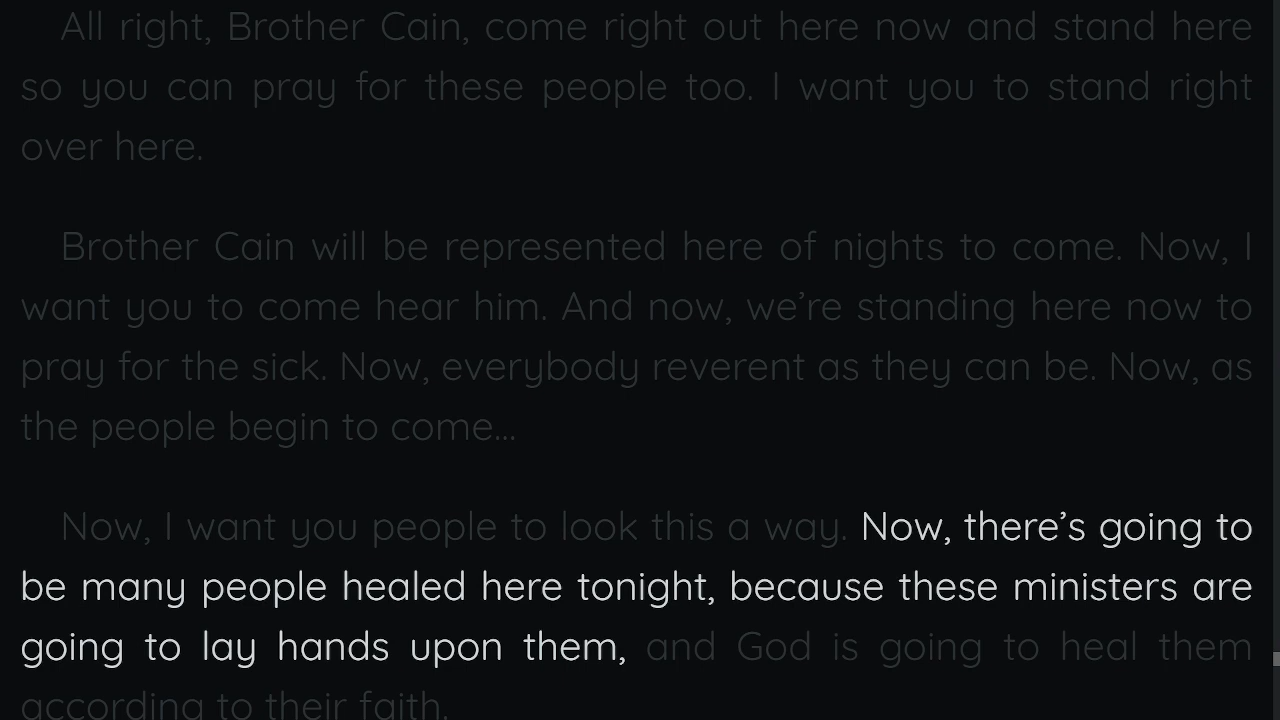 All right, Brother Cain, come right out here now and stand here
so you can pray for these people too. I want you to stand right
over here.
Brother Cain will be represented here of nights to come. Now, I
want you to come hear him. And now, we’re standing here now to
pray for the sick. Now, everybody reverent as they can be. Now, as
the people begin to come...
Now, I want you people to look this a way. Now, there’s going to
be many people healed here tonight, because these ministers are
going to lay hands upon them, and God is going to heal them
according to their faith.